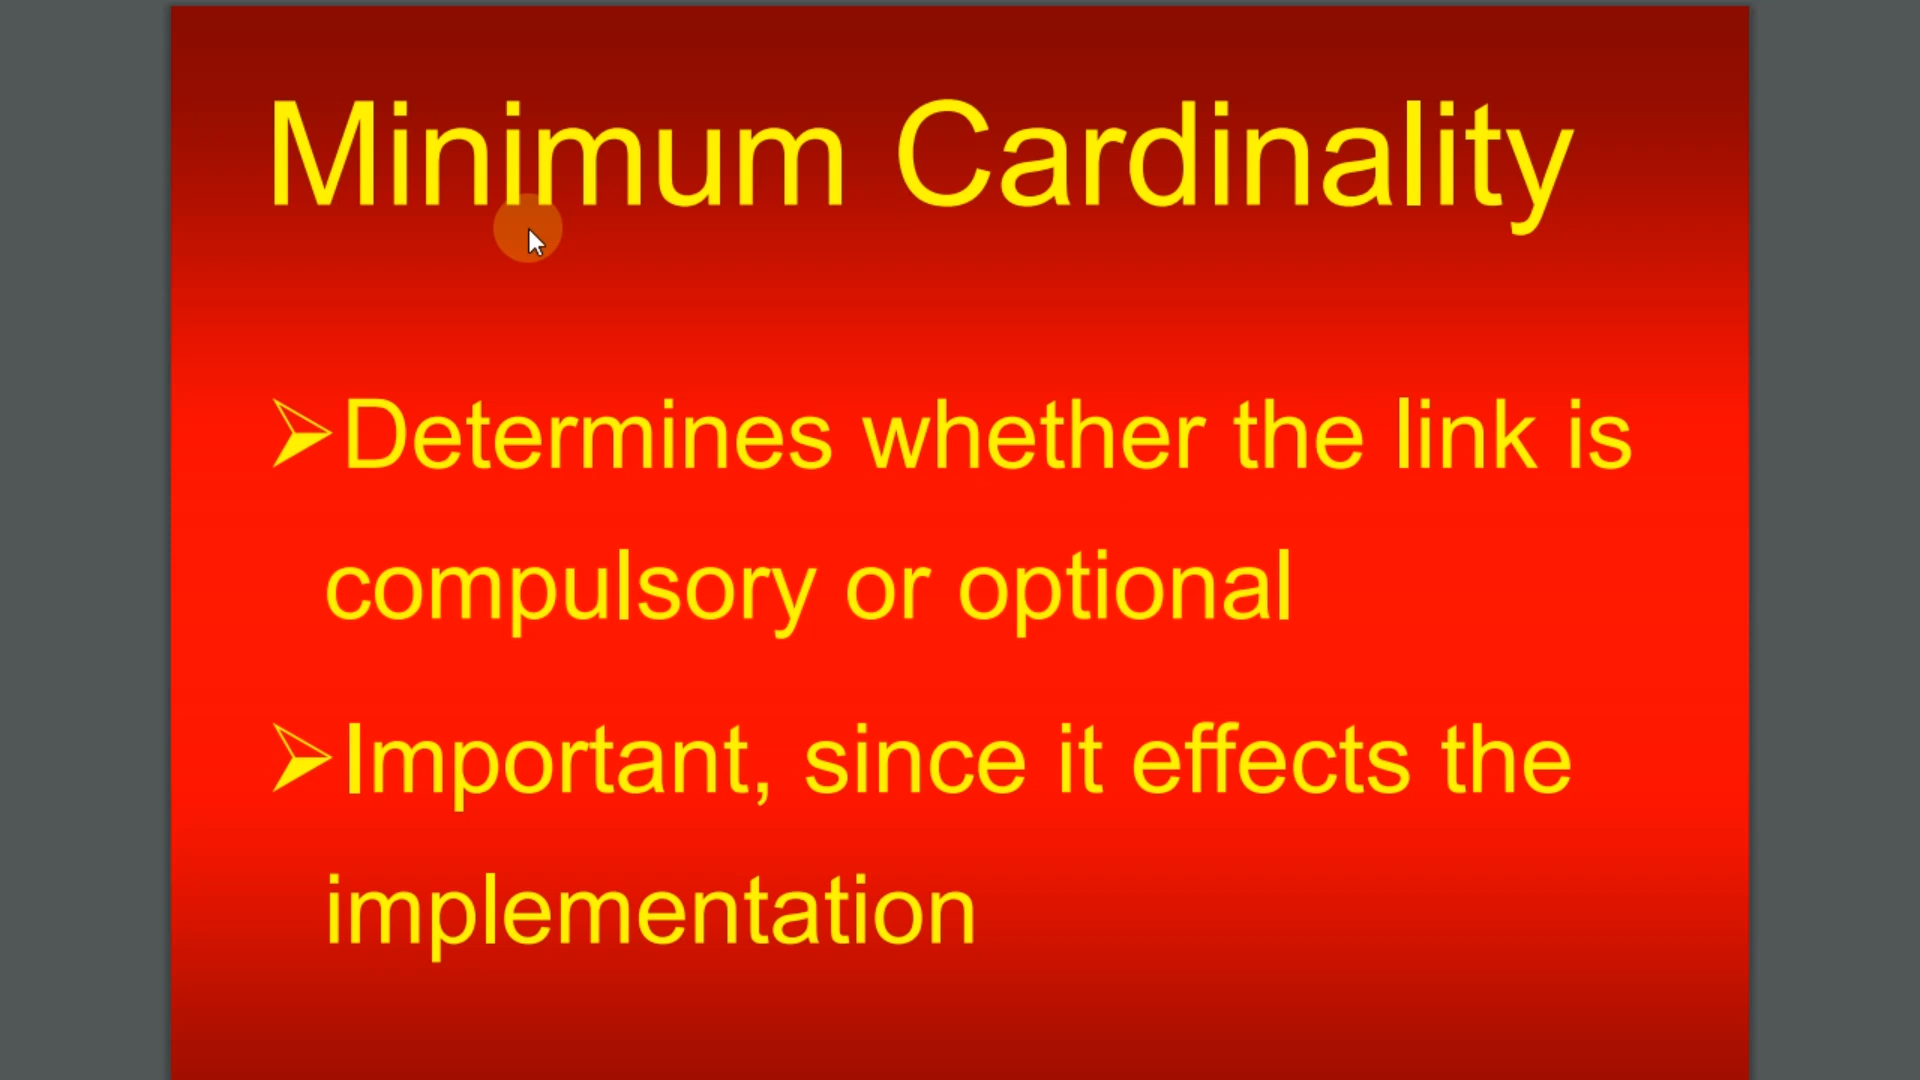 Minimum Cardinality
➢Determines whether the link is
compulsory or optional
➢Important, since it effects the
implementation